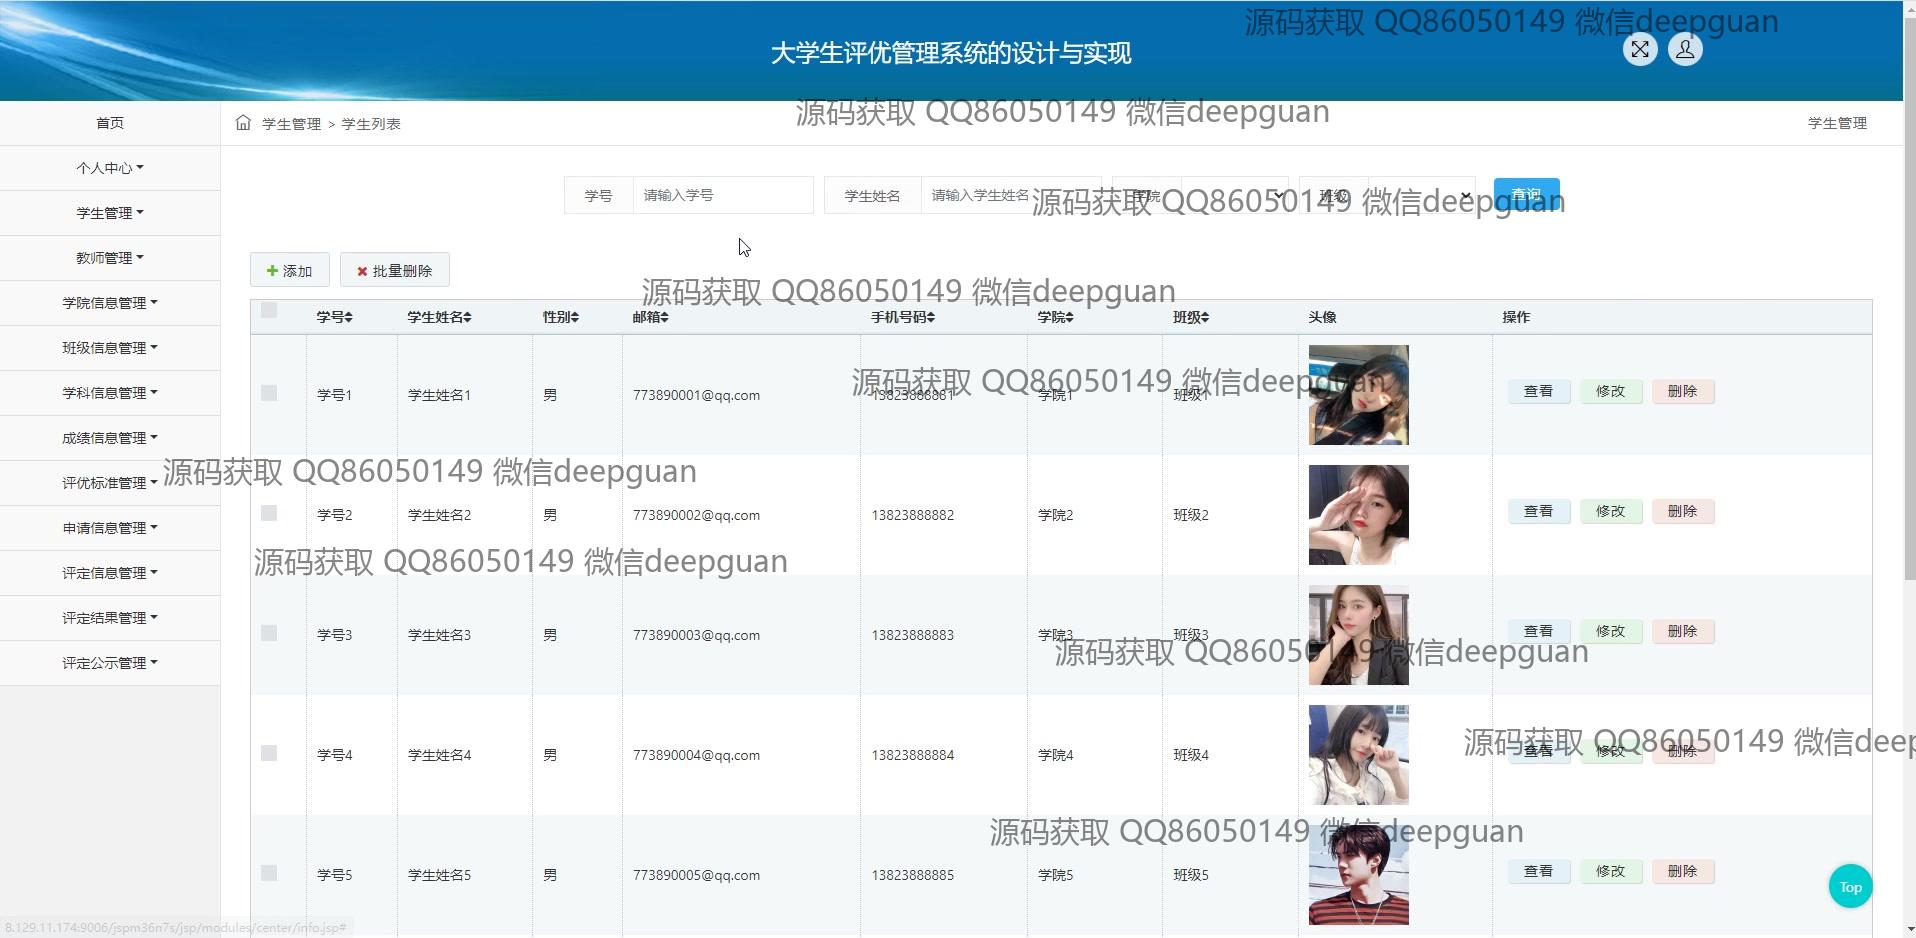 源码获取 QQ86050149 微信deepguan
大学生评优管理系统的设计与实现
源码获取 QQ86050149 微信deepguan
首页
学生管理 > 学生列表
学生管理
个人中心
学生管理
教师管理
学院信息管理
班级信息管理
学科信息管理
成绩信息管理
评优标准管理
申请信息管理
评定信息管理
评定结果管理
评定公示管理
学号 请输入学号 学生姓名 请输入学生姓名 学院 班级 查询
源码获取 QQ86050149 微信deepguan
添加 批量删除
源码获取 QQ86050149 微信deepguan
学号 学生姓名 性别 邮箱 手机号码 学院 班级 头像 操作
源码获取 QQ86050149 微信deepguan
学号1 学生姓名1 男 773890001@qq.com 13823888881 学院1 班级1 查看 修改 删除
源码获取 QQ86050149 微信deepguan
学号2 学生姓名2 男 773890002@qq.com 13823888882 学院2 班级2 查看 修改 删除
源码获取 QQ86050149 微信deepguan
学号3 学生姓名3 男 773890003@qq.com 13823888883 学院3 班级3 查看 修改 删除
源码获取 QQ86050149 微信deepguan
源码获取 QQ86050149 微信deep
学号4 学生姓名4 男 773890004@qq.com 13823888884 学院4 班级4 查看 修改 删除
源码获取 QQ86050149 微信deepguan
学号5 学生姓名5 男 773890005@qq.com 13823888885 学院5 班级5 查看 修改 删除
Top
8.129.11.174:9006/jspm36n7s/jsp/modules/center/info.jsp#